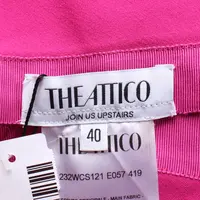 THE ATTICO
JOIN US UPSTAIRS
40
THE ATTICO
232WCS121 E057 419